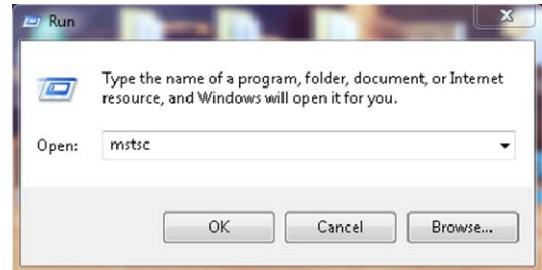 Run
Type the name of a program, folder, document, or Internet
resource, and Windows will open it for you.
Open: mstsc
OK Cancel Browse...